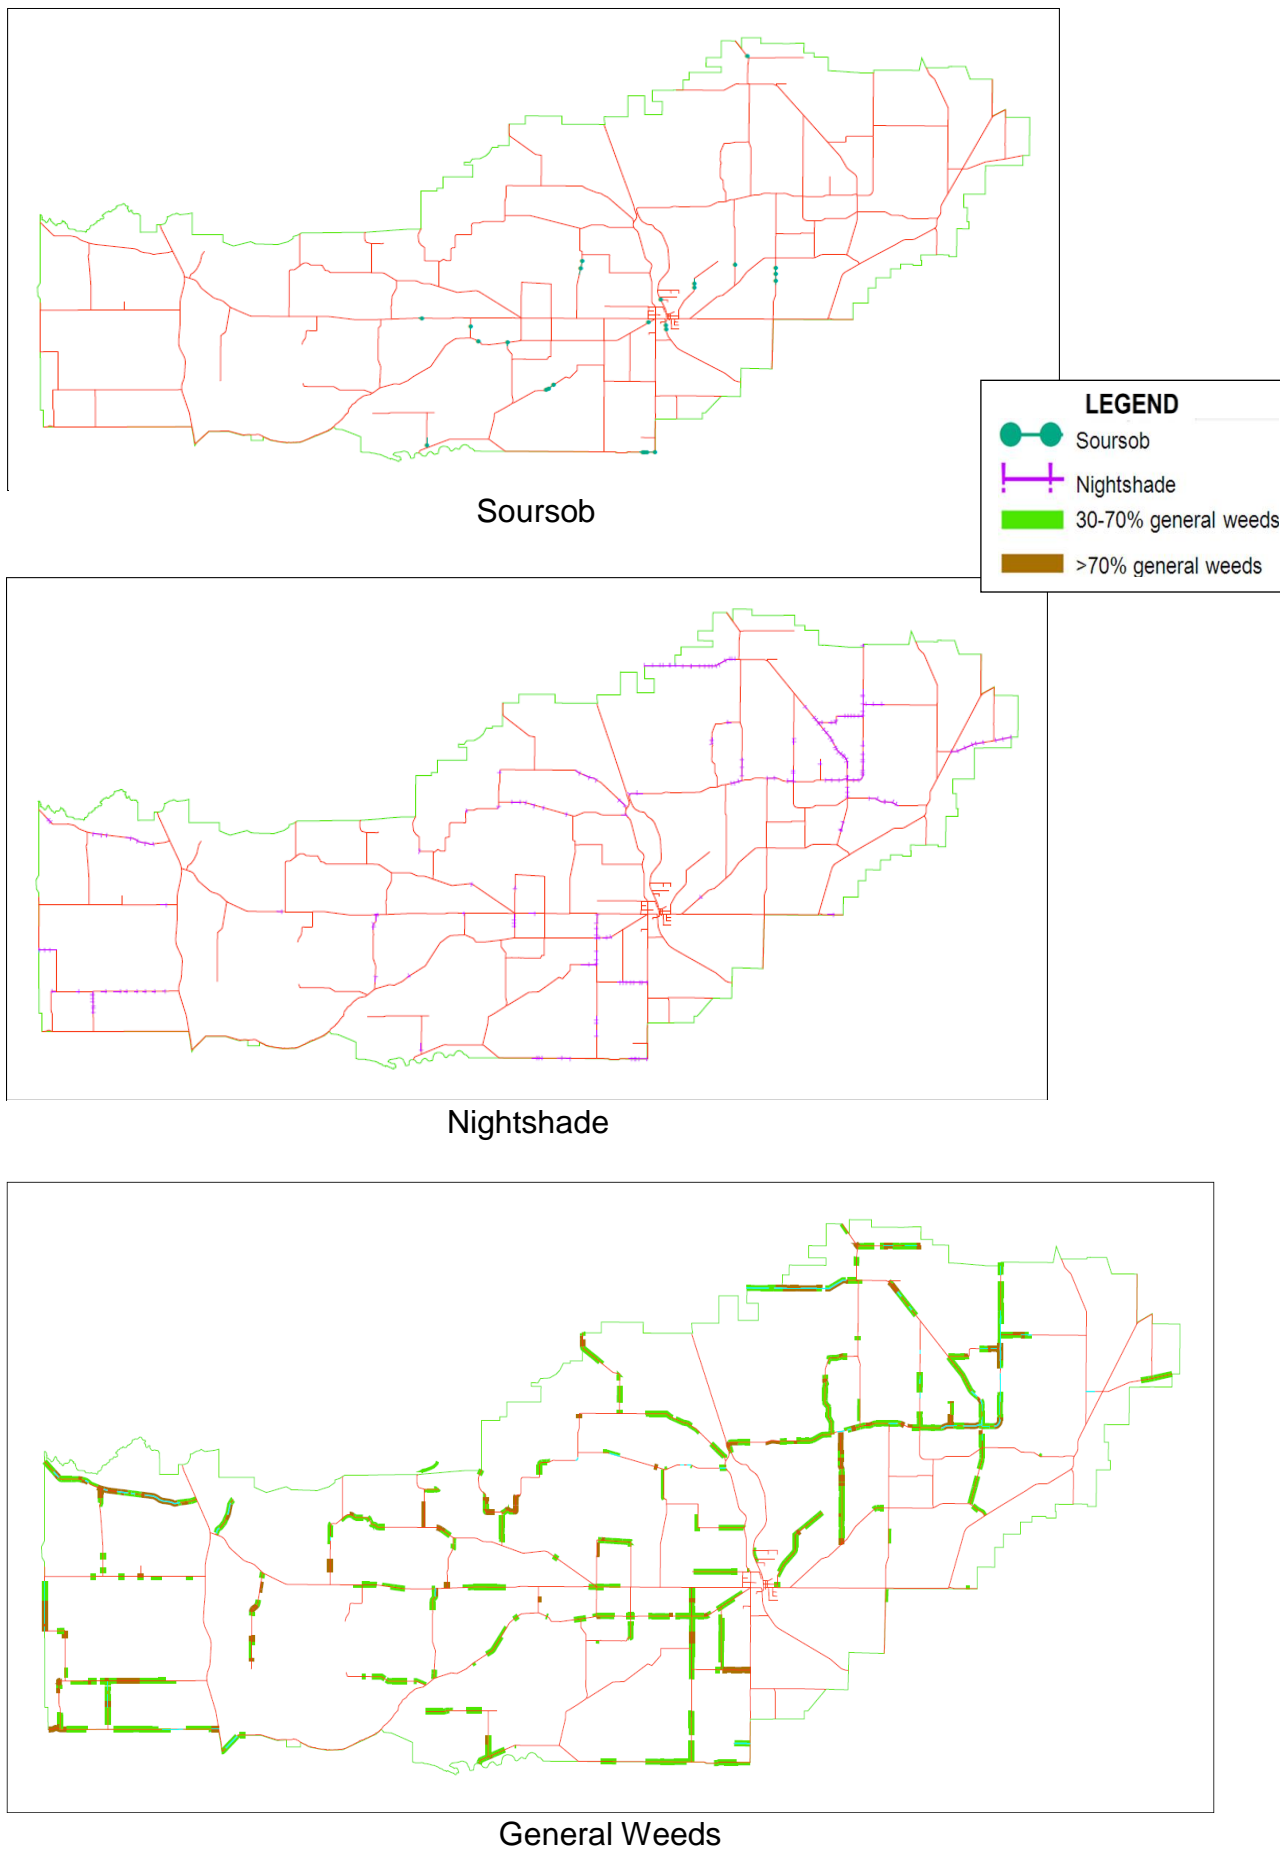 LEGEND
Soursob
Nightshade
30-70% general weeds
>70% general weeds
Soursob
Nightshade
General Weeds